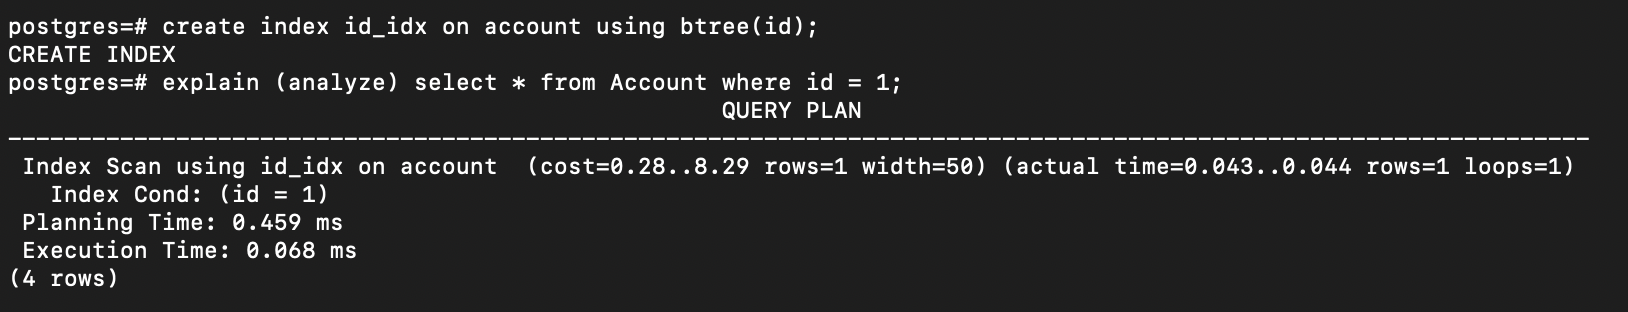 postgres=# create index id_idx on account using btree(id);
CREATE INDEX
postgres=# explain (analyze) select * from Account where id = 1;
QUERY PLAN
-----------------------------------------------------------------------------------------------------------------
Index Scan using id_idx on account  (cost=0.28..8.29 rows=1 width=50) (actual time=0.043..0.044 rows=1 loops=1)
Index Cond: (id = 1)
Planning Time: 0.459 ms
Execution Time: 0.068 ms
(4 rows)